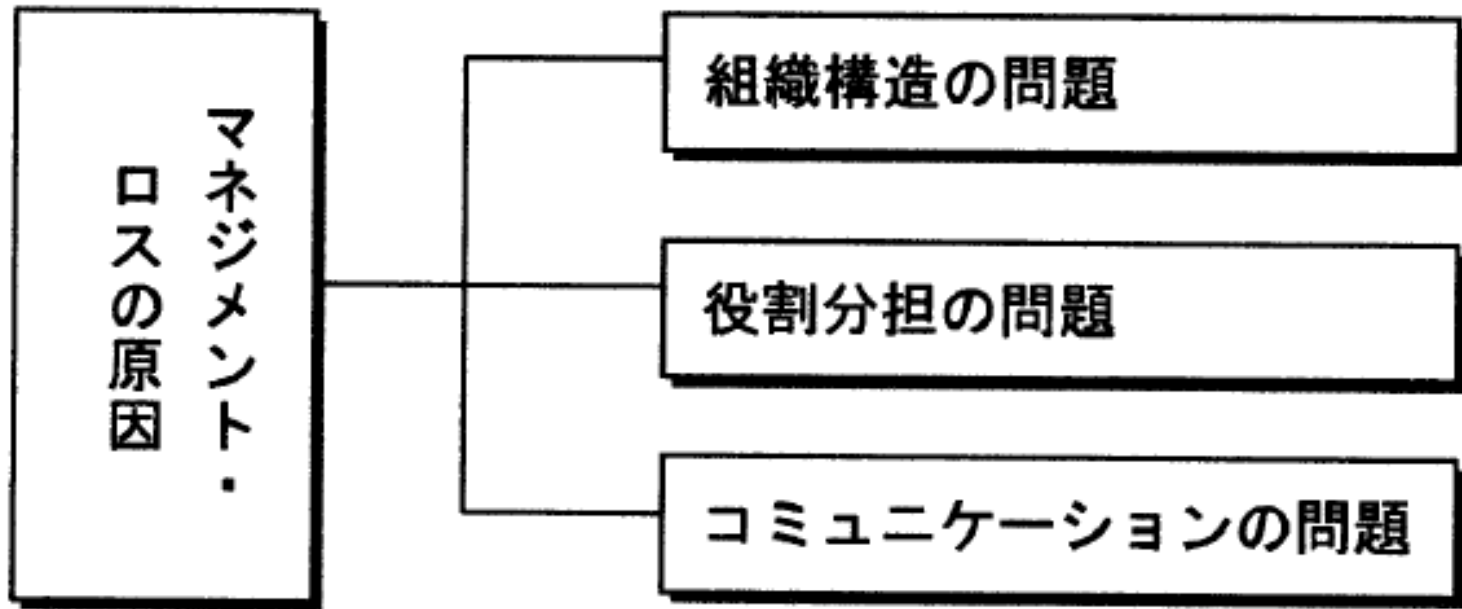 マネジメント・
ロスの原因
組織構造の問題
役割分担の問題
コミュニケーションの問題